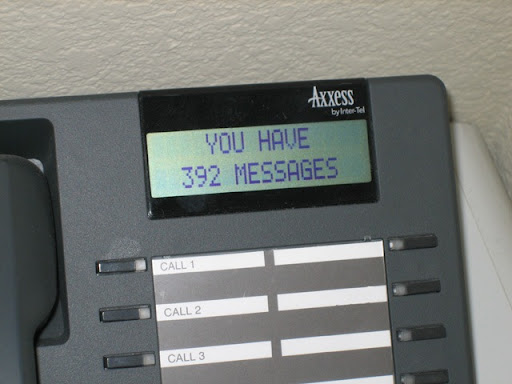 Axxess
by Inter-Tel
YOU HAVE
392 MESSAGES
CALL 1
CALL 2
CALL 3